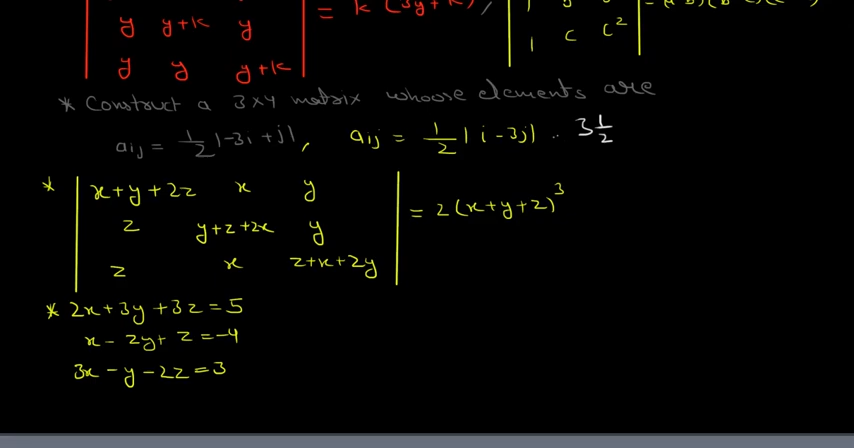 = k (3y+k),
y y+k y
1 c c²
y y y+k
* Construct a 3×4 matrix whose elements are
aij = 1/2 |-3i + j|, aij = 1/2 | i - 3j| .. 3 1/2
* | x+y+2z x y |
| z y+z+2x y | = 2(x+y+z)³
| z x z+x+2y |
* 2x+3y+3z=5
x - 2y+z=-4
3x - y - 2z = 3